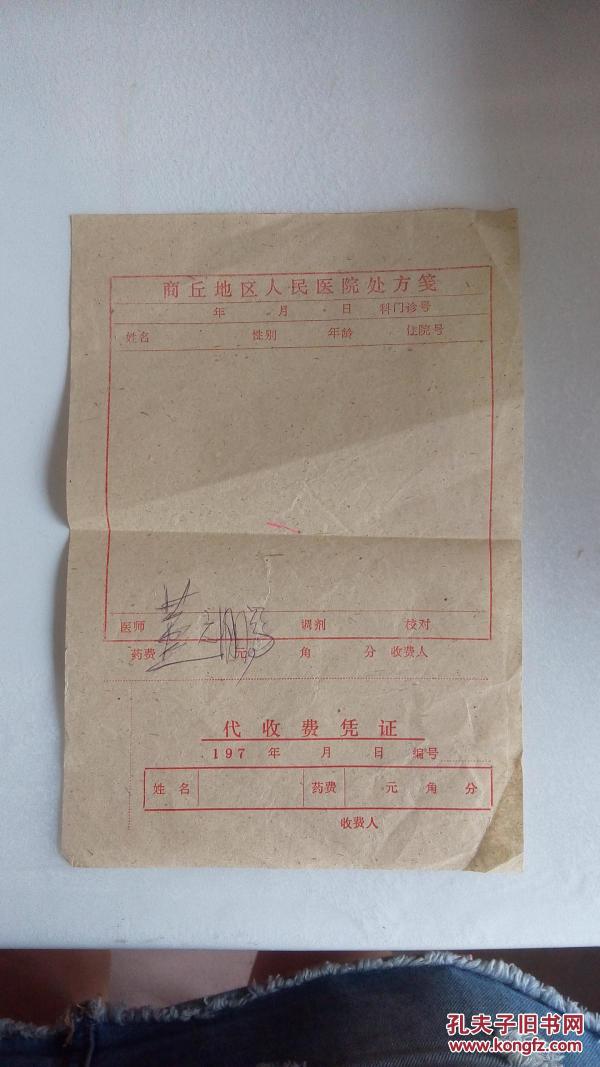 商丘地区人民医院处方笺
年 月 日 科门诊号
姓名 性别 年龄 住院号
医师 调剂 校对
药费 元 角 分 收费人
代收费凭证
197 年 月 日 编号
姓名 药费 元 角 分
收费人
孔夫子旧书网
www.kongfz.com